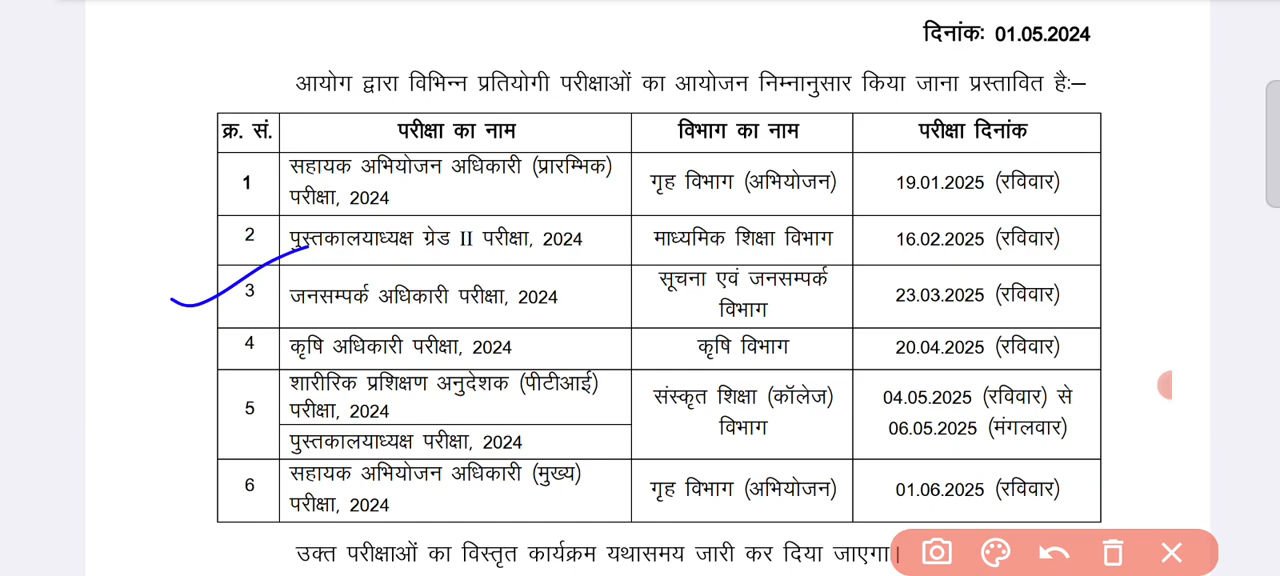 दिनांकः 01.05.2024
आयोग द्वारा विभिन्न प्रतियोगी परीक्षाओं का आयोजन निम्नानुसार किया जाना प्रस्तावित हैः–
क्र. सं. परीक्षा का नाम विभाग का नाम परीक्षा दिनांक
1 सहायक अभियोजन अधिकारी (प्रारम्भिक)
परीक्षा, 2024 गृह विभाग (अभियोजन) 19.01.2025 (रविवार)
2 पुस्तकालयाध्यक्ष ग्रेड II परीक्षा, 2024 माध्यमिक शिक्षा विभाग 16.02.2025 (रविवार)
3 जनसम्पर्क अधिकारी परीक्षा, 2024 सूचना एवं जनसम्पर्क
विभाग 23.03.2025 (रविवार)
4 कृषि अधिकारी परीक्षा, 2024 कृषि विभाग 20.04.2025 (रविवार)
5 शारीरिक प्रशिक्षण अनुदेशक (पीटीआई)
परीक्षा, 2024
पुस्तकालयाध्यक्ष परीक्षा, 2024
संस्कृत शिक्षा (कॉलेज)
विभाग
04.05.2025 (रविवार) से
06.05.2025 (मंगलवार)
6 सहायक अभियोजन अधिकारी (मुख्य)
परीक्षा, 2024 गृह विभाग (अभियोजन) 01.06.2025 (रविवार)
उक्त परीक्षाओं का विस्तृत कार्यक्रम यथासमय जारी कर दिया जाएगा।